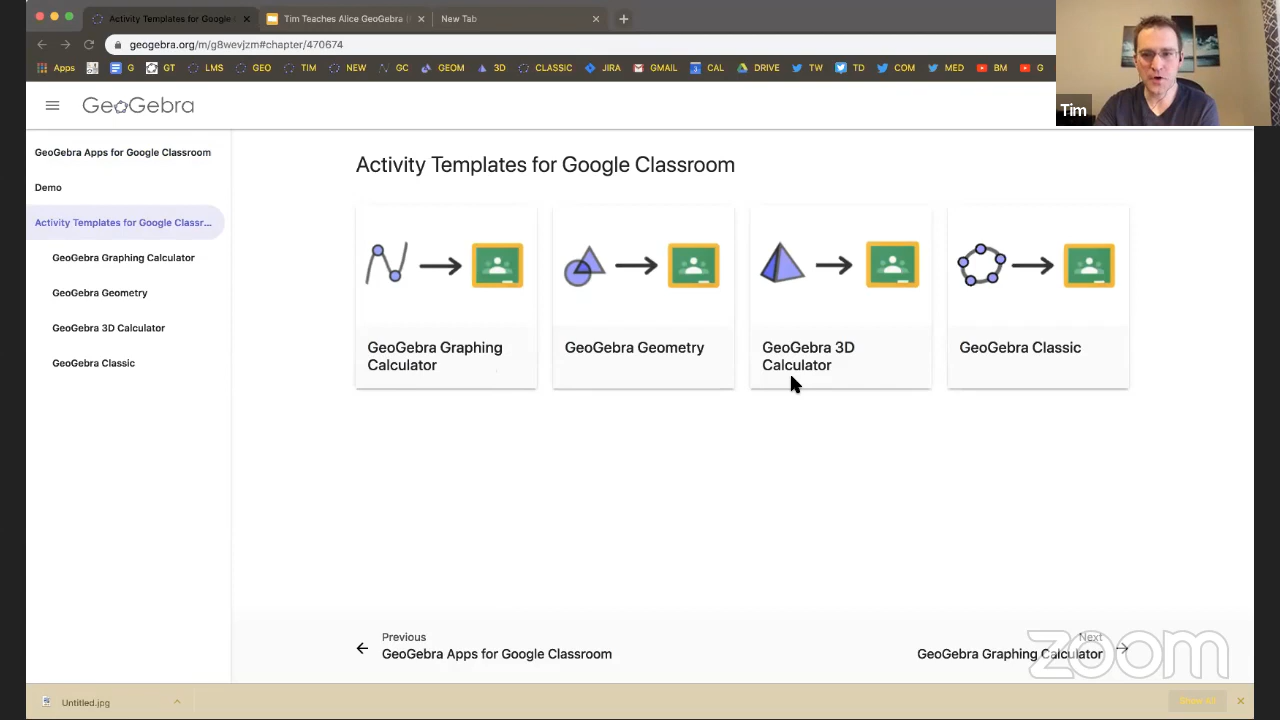 Activity Templates for Google
Tim Teaches Alice GeoGebra
New Tab
geogebra.org/m/g8wevjzm#chapter/470674
Apps G GT LMS GEO TIM NEW GC GEOM 3D CLASSIC JIRA GMAIL CAL DRIVE TW TD COM MED BM G
Tim
GeoGebra
GeoGebra Apps for Google Classroom
Demo
Activity Templates for Google Classr...
GeoGebra Graphing Calculator
GeoGebra Geometry
GeoGebra 3D Calculator
GeoGebra Classic
Activity Templates for Google Classroom
GeoGebra Graphing
Calculator
GeoGebra Geometry
GeoGebra 3D
Calculator
GeoGebra Classic
Previous
GeoGebra Apps for Google Classroom
Next
GeoGebra Graphing Calculator
zoom
Untitled.jpg
Show All